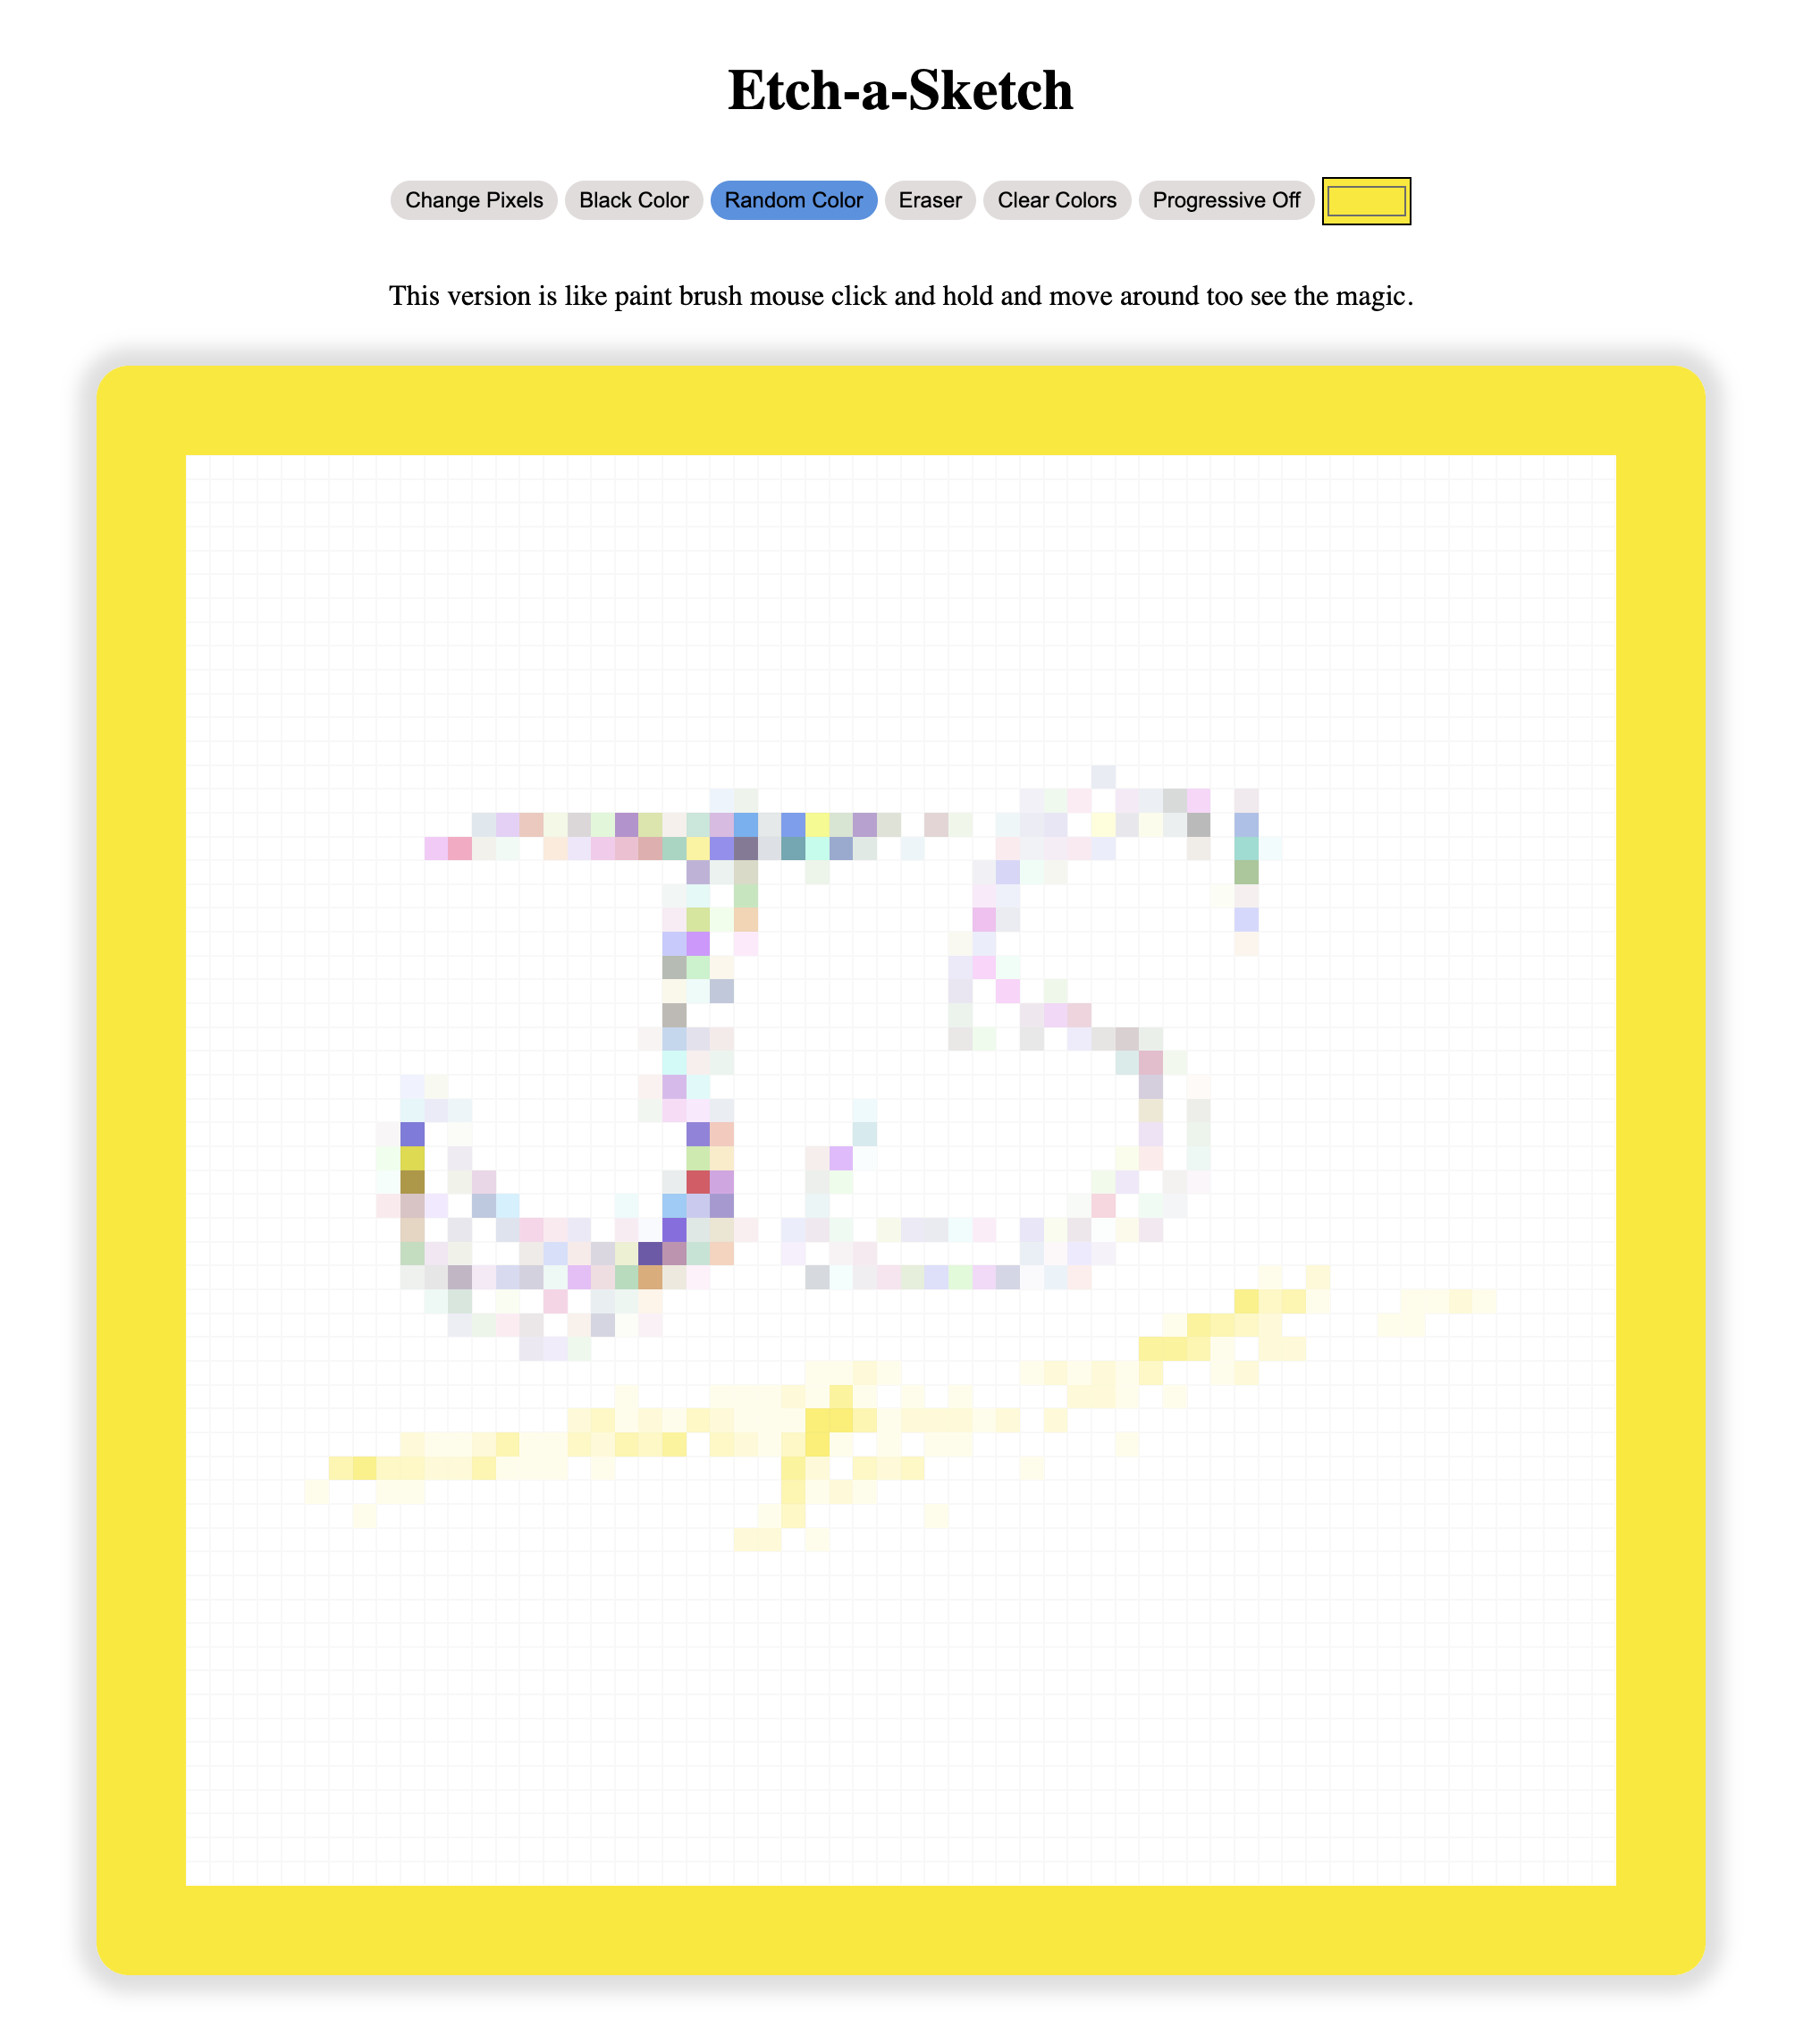 Etch-a-Sketch
Change Pixels Black Color Random Color Eraser Clear Colors Progressive Off
This version is like paint brush mouse click and hold and move around too see the magic.
JS